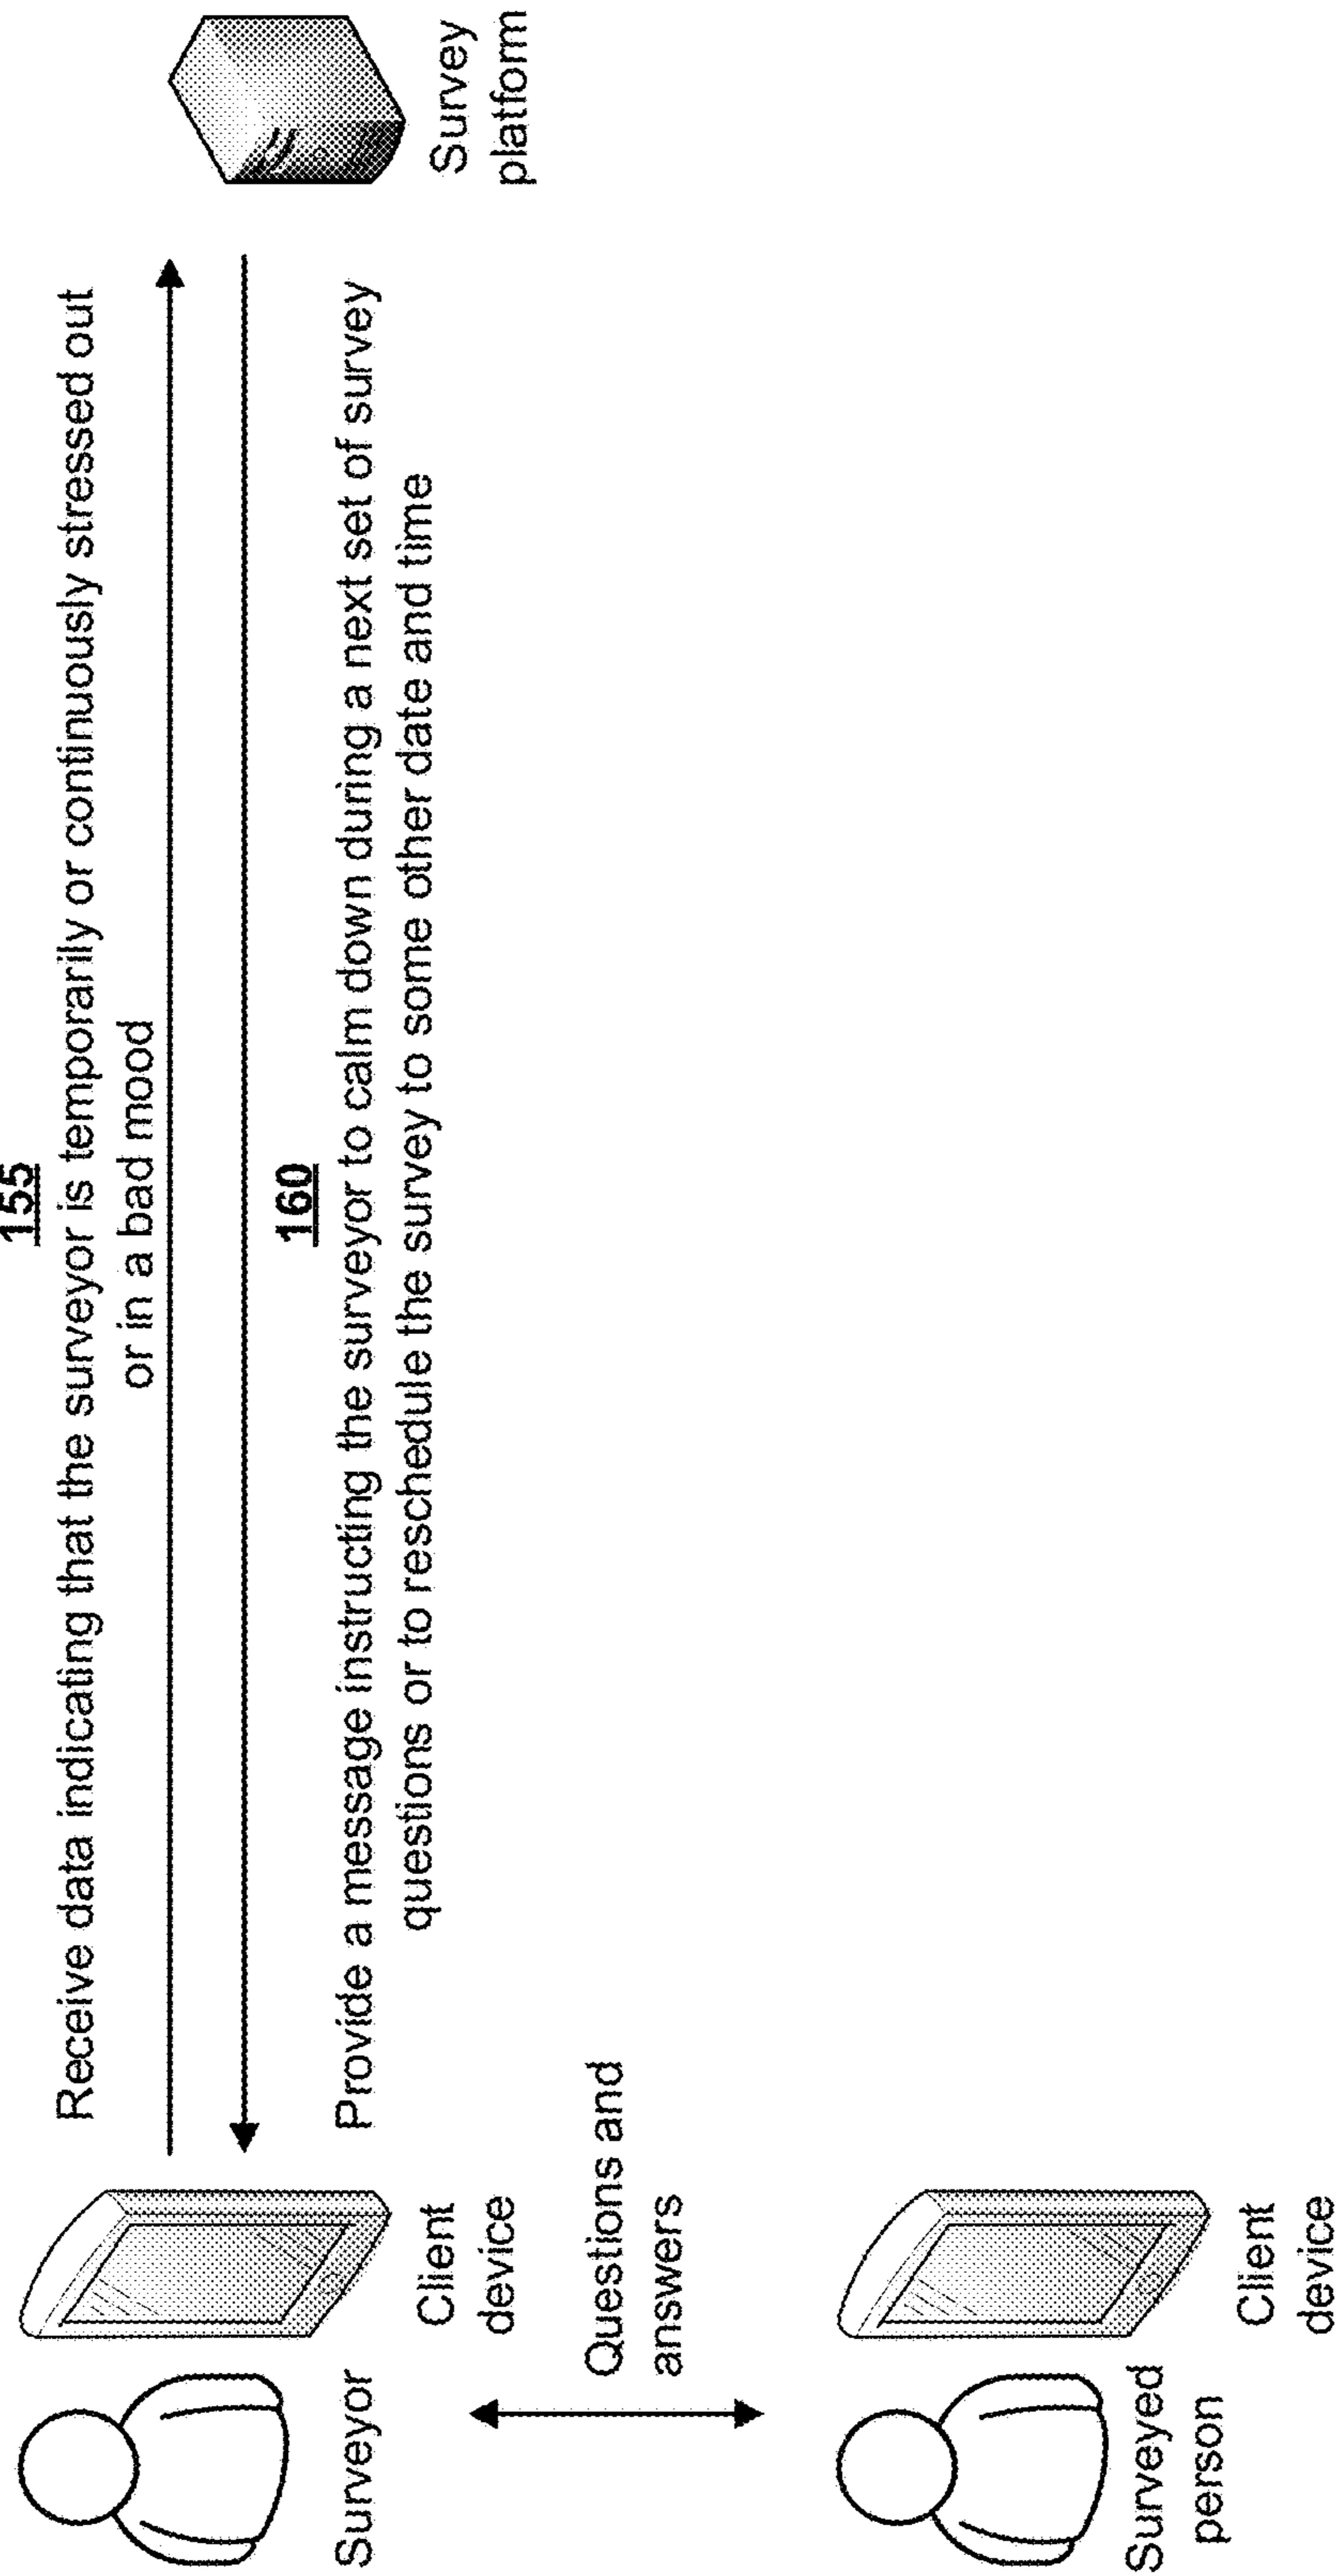 155
Receive data indicating that the surveyor is temporarily or continuously stressed out
or in a bad mood
160
Provide a message instructing the surveyor to calm down during a next set of survey
questions or to reschedule the survey to some other date and time
Surveyor
Client
device
Survey
platform
Questions and
answers
Surveyed
person
Client
device